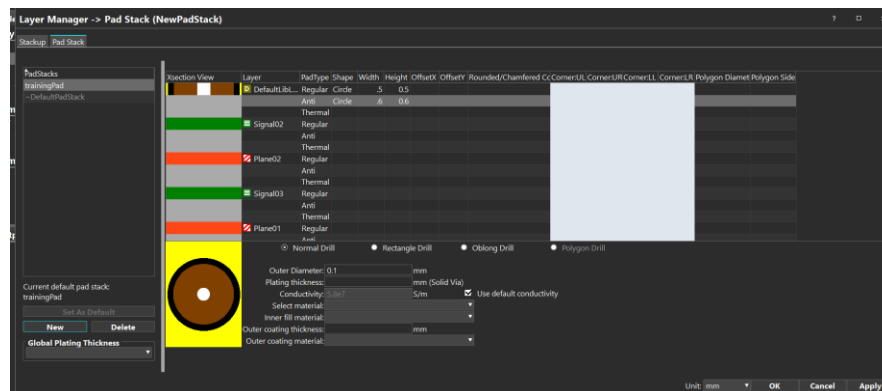 Layer Manager -> Pad Stack (NewPadStack)
Stackup Pad Stack
PadStacks
trainingPad
~DefaultPadStack
Xsection View Layer PadType Shape Width Height OffsetX OffsetY Rounded/Chamfered Cc Corner:UL Corner:UR Corner:LL Corner:LR Polygon Diamet Polygon Side
DefaultLibL... Regular Circle .5 0.5
Anti Circle .6 0.6
Thermal
Signal02 Regular
Anti
Thermal
Plane02 Regular
Anti
Thermal
Signal03 Regular
Anti
Thermal
Plane01 Regular
Anti
Normal Drill Rectangle Drill Oblong Drill Polygon Drill
Outer Diameter: 0.1 mm
Plating thickness: mm (Solid Via)
Conductivity: 5.8e7 S/m Use default conductivity
Select material:
Inner fill material:
Outer coating thickness: mm
Outer coating material:
Current default pad stack:
trainingPad
Set As Default
New Delete
Global Plating Thickness
Unit: mm OK Cancel Apply